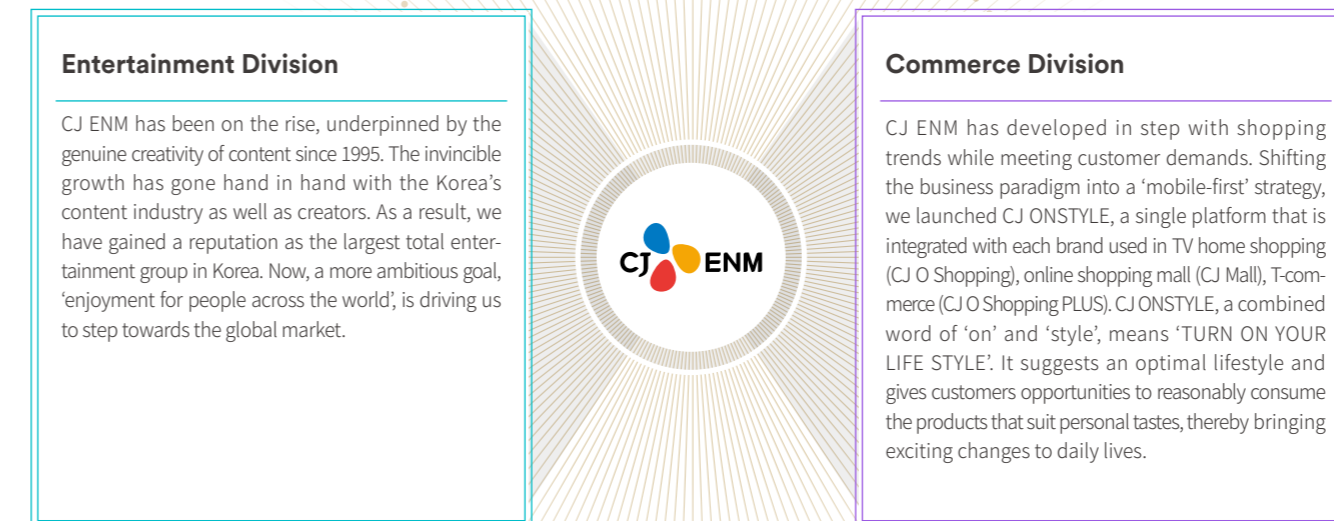 Entertainment Division
CJ ENM has been on the rise, underpinned by the
genuine creativity of content since 1995. The invincible
growth has gone hand in hand with the Korea’s
content industry as well as creators. As a result, we
have gained a reputation as the largest total enter-
tainment group in Korea. Now, a more ambitious goal,
‘enjoyment for people across the world’, is driving us
to step towards the global market.
CJ ENM
Commerce Division
CJ ENM has developed in step with shopping
trends while meeting customer demands. Shifting
the business paradigm into a ‘mobile-first’ strategy,
we launched CJ ONSTYLE, a single platform that is
integrated with each brand used in TV home shopping
(CJ O Shopping), online shopping mall (CJ Mall), T-com-
merce (CJ O Shopping PLUS). CJ ONSTYLE, a combined
word of ‘on’ and ‘style’, means ‘TURN ON YOUR
LIFE STYLE’. It suggests an optimal lifestyle and
gives customers opportunities to reasonably consume
the products that suit personal tastes, thereby bringing
exciting changes to daily lives.